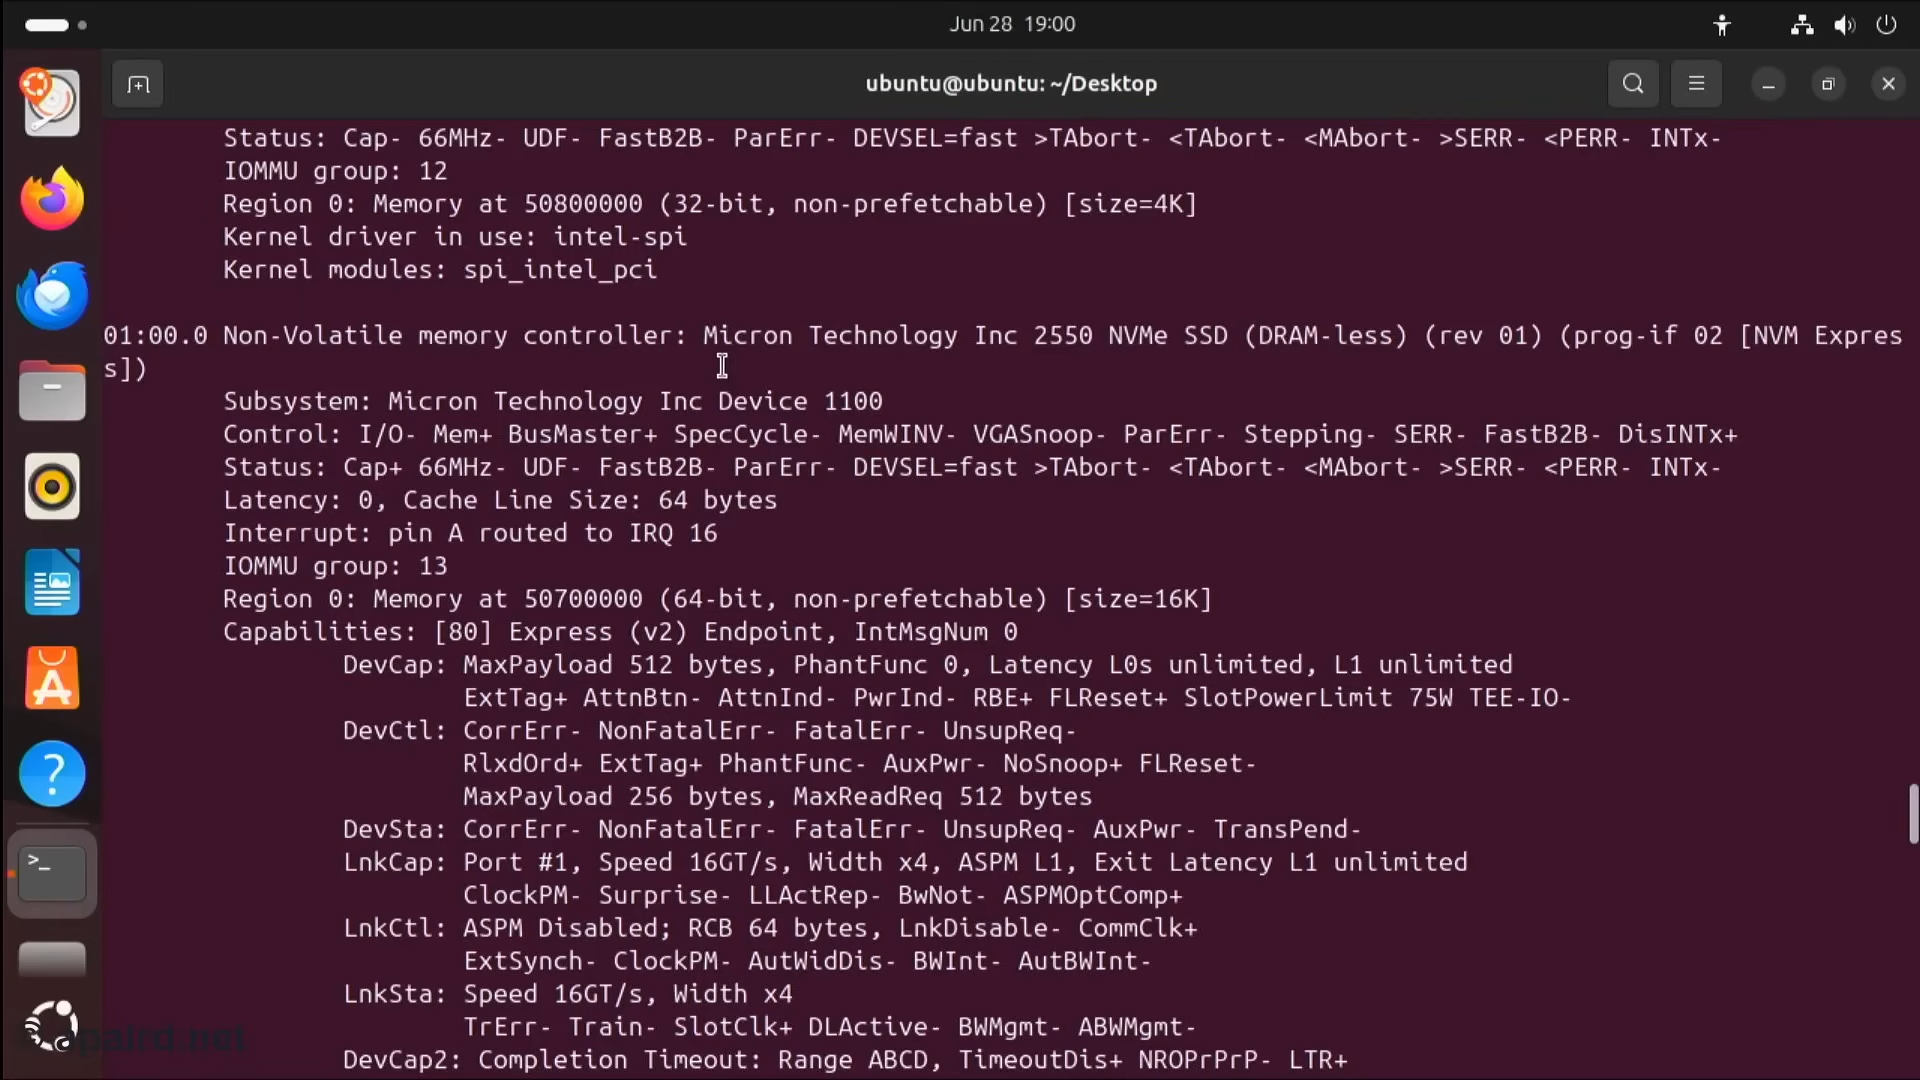 Jun 28 19:00
ubuntu@ubuntu: ~/Desktop
Status: Cap- 66MHz- UDF- FastB2B- ParErr- DEVSEL=fast >TAbort- <TAbort- <MAbort- >SERR- <PERR- INTx-
IOMMU group: 12
Region 0: Memory at 50800000 (32-bit, non-prefetchable) [size=4K]
Kernel driver in use: intel-spi
Kernel modules: spi_intel_pci
01:00.0 Non-Volatile memory controller: Micron Technology Inc 2550 NVMe SSD (DRAM-less) (rev 01) (prog-if 02 [NVM Expres
s])
Subsystem: Micron Technology Inc Device 1100
Control: I/O- Mem+ BusMaster+ SpecCycle- MemWINV- VGASnoop- ParErr- Stepping- SERR- FastB2B- DisINTx+
Status: Cap+ 66MHz- UDF- FastB2B- ParErr- DEVSEL=fast >TAbort- <TAbort- <MAbort- >SERR- <PERR- INTx-
Latency: 0, Cache Line Size: 64 bytes
Interrupt: pin A routed to IRQ 16
IOMMU group: 13
Region 0: Memory at 50700000 (64-bit, non-prefetchable) [size=16K]
Capabilities: [80] Express (v2) Endpoint, IntMsgNum 0
DevCap: MaxPayload 512 bytes, PhantFunc 0, Latency L0s unlimited, L1 unlimited
ExtTag+ AttnBtn- AttnInd- PwrInd- RBE+ FLReset+ SlotPowerLimit 75W TEE-IO-
DevCtl: CorrErr- NonFatalErr- FatalErr- UnsupReq-
RlxdOrd+ ExtTag+ PhantFunc- AuxPwr- NoSnoop+ FLReset-
MaxPayload 256 bytes, MaxReadReq 512 bytes
DevSta: CorrErr- NonFatalErr- FatalErr- UnsupReq- AuxPwr- TransPend-
LnkCap: Port #1, Speed 16GT/s, Width x4, ASPM L1, Exit Latency L1 unlimited
ClockPM- Surprise- LLActRep- BwNot- ASPMOptComp+
LnkCtl: ASPM Disabled; RCB 64 bytes, LnkDisable- CommClk+
ExtSynch- ClockPM- AutWidDis- BWInt- AutBWInt-
LnkSta: Speed 16GT/s, Width x4
TrErr- Train- SlotClk+ DLActive- BWMgmt- ABWMgmt-
DevCap2: Completion Timeout: Range ABCD, TimeoutDis+ NROPrPrP- LTR+